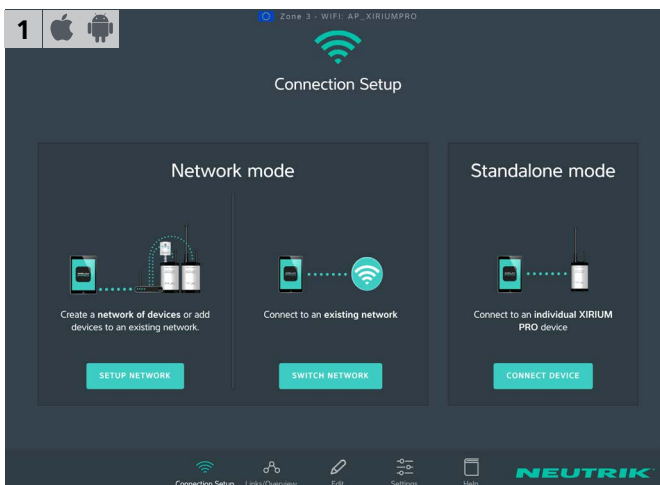 1
Zone 3 - WIFI: AP_XIRIUMPRO
Connection Setup
Network mode
Standalone mode
Create a network of devices or add
devices to an existing network.
Connect to an existing network
Connect to an individual XIRIUM
PRO device
SETUP NETWORK
SWITCH NETWORK
CONNECT DEVICE
Connection Setup
Links/Overview
Edit
Settings
Help
NEUTRIK